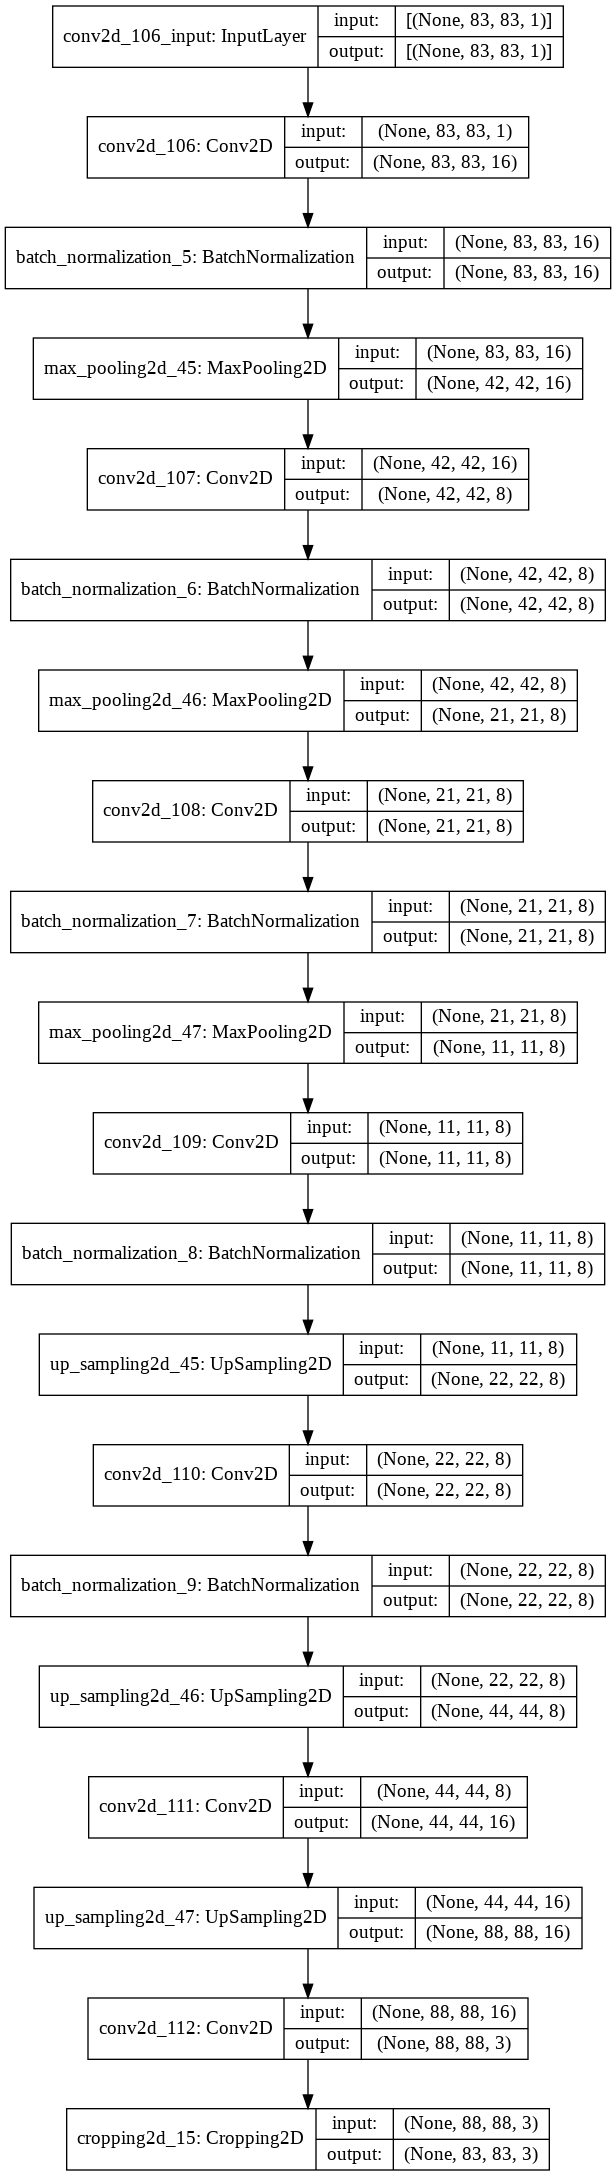 conv2d_106_input: InputLayer
input: [(None, 83, 83, 1)]
output: [(None, 83, 83, 1)]
conv2d_106: Conv2D
input: (None, 83, 83, 1)
output: (None, 83, 83, 16)
batch_normalization_5: BatchNormalization
input: (None, 83, 83, 16)
output: (None, 83, 83, 16)
max_pooling2d_45: MaxPooling2D
input: (None, 83, 83, 16)
output: (None, 42, 42, 16)
conv2d_107: Conv2D
input: (None, 42, 42, 16)
output: (None, 42, 42, 8)
batch_normalization_6: BatchNormalization
input: (None, 42, 42, 8)
output: (None, 42, 42, 8)
max_pooling2d_46: MaxPooling2D
input: (None, 42, 42, 8)
output: (None, 21, 21, 8)
conv2d_108: Conv2D
input: (None, 21, 21, 8)
output: (None, 21, 21, 8)
batch_normalization_7: BatchNormalization
input: (None, 21, 21, 8)
output: (None, 21, 21, 8)
max_pooling2d_47: MaxPooling2D
input: (None, 21, 21, 8)
output: (None, 11, 11, 8)
conv2d_109: Conv2D
input: (None, 11, 11, 8)
output: (None, 11, 11, 8)
batch_normalization_8: BatchNormalization
input: (None, 11, 11, 8)
output: (None, 11, 11, 8)
up_sampling2d_45: UpSampling2D
input: (None, 11, 11, 8)
output: (None, 22, 22, 8)
conv2d_110: Conv2D
input: (None, 22, 22, 8)
output: (None, 22, 22, 8)
batch_normalization_9: BatchNormalization
input: (None, 22, 22, 8)
output: (None, 22, 22, 8)
up_sampling2d_46: UpSampling2D
input: (None, 22, 22, 8)
output: (None, 44, 44, 8)
conv2d_111: Conv2D
input: (None, 44, 44, 8)
output: (None, 44, 44, 16)
up_sampling2d_47: UpSampling2D
input: (None, 44, 44, 16)
output: (None, 88, 88, 16)
conv2d_112: Conv2D
input: (None, 88, 88, 16)
output: (None, 88, 88, 3)
cropping2d_15: Cropping2D
input: (None, 88, 88, 3)
output: (None, 83, 83, 3)